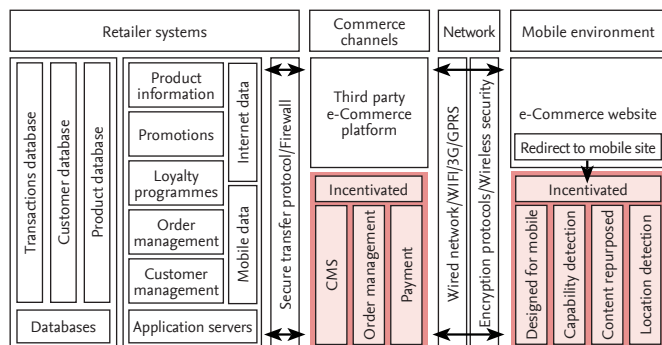 Retailer systems
Commerce
channels
Network
Mobile environment
Transactions database
Customer database
Product database
Databases
Product
information
Promotions
Loyalty
programmes
Order
management
Customer
management
Application servers
Internet data
Mobile data
Secure transfer protocol/Firewall
Third party
e-Commerce
platform
Incentivated
CMS
Order management
Payment
Wired network/WIFI/3G/GPRS
Encryption protocols/Wireless security
e-Commerce website
Redirect to mobile site
Incentivated
Designed for mobile
Capability detection
Content repurposed
Location detection